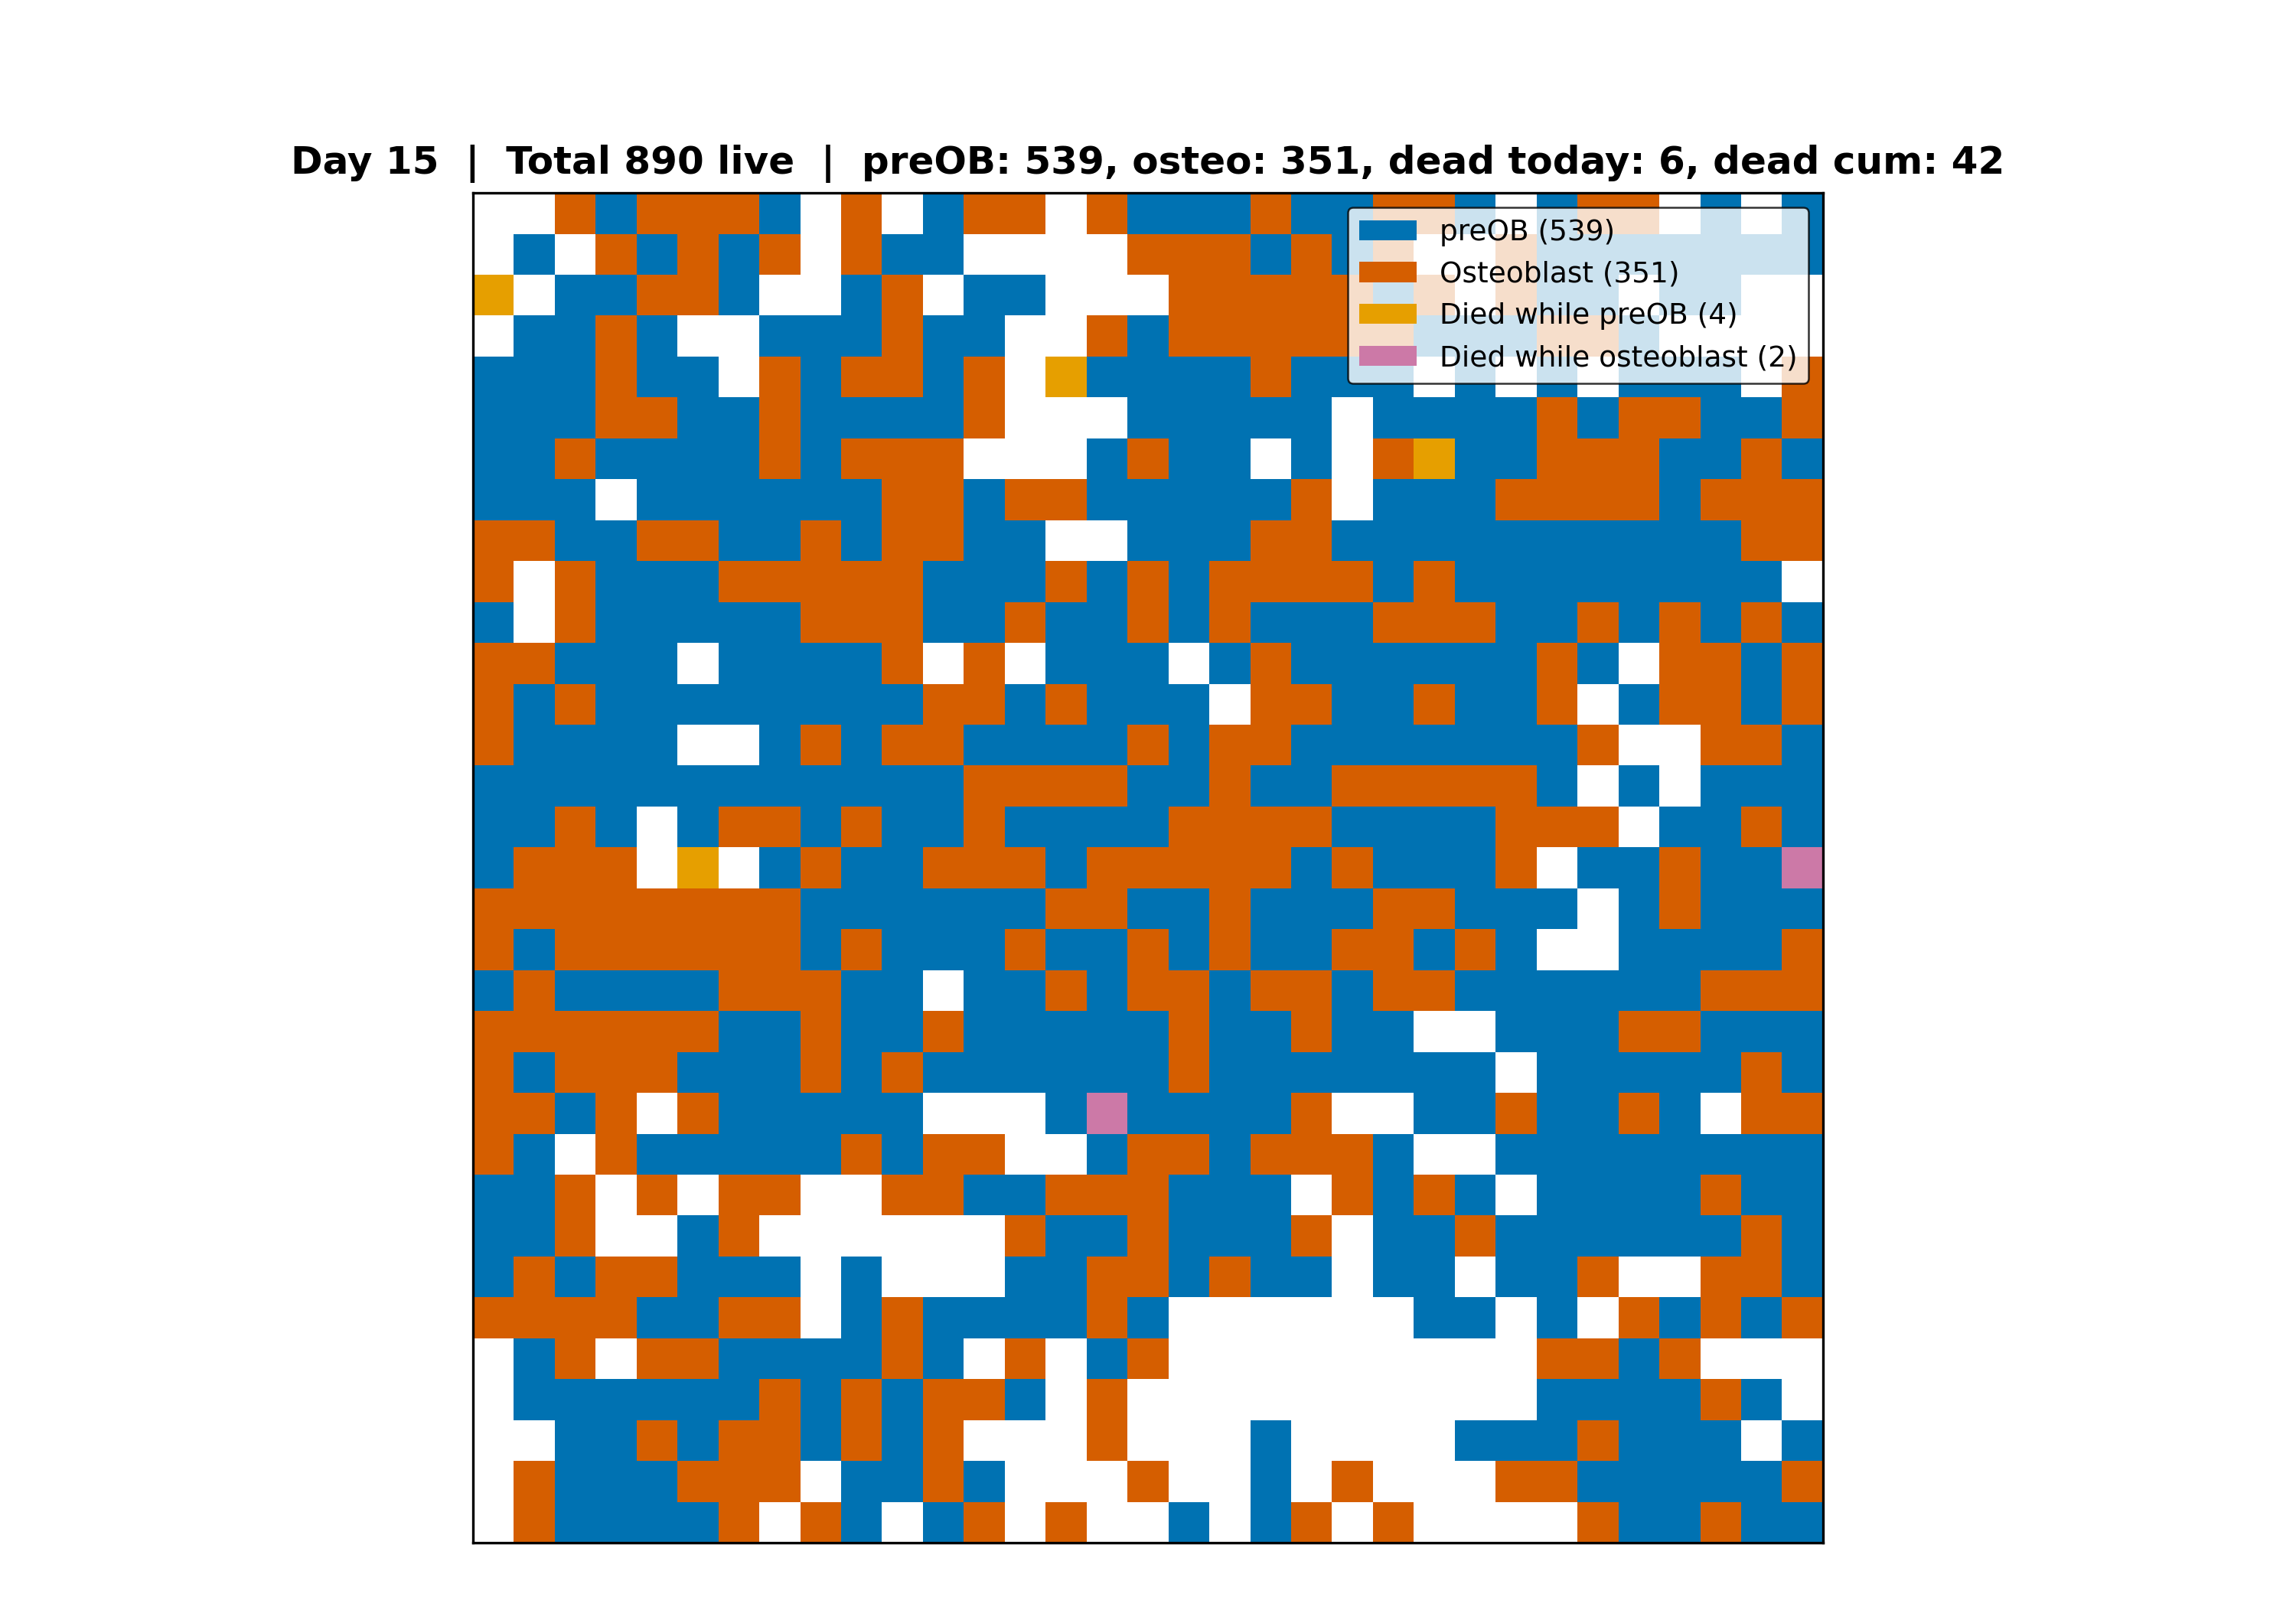 Day 15 | Total 890 live | preOB: 539, osteo: 351, dead today: 6, dead cum: 42
preOB (539)
Osteoblast (351)
Died while preOB (4)
Died while osteoblast (2)